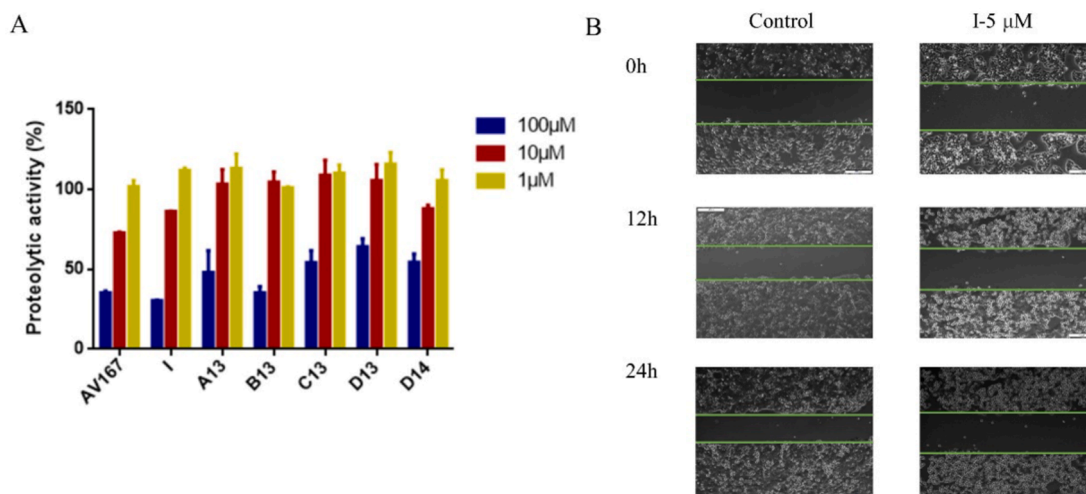 A
Proteolytic activity (%)
150
100
50
0
AV167
I
A13
B13
C13
D13
D14
100µM
10µM
1µM
B
Control
I-5 µM
0h
12h
24h